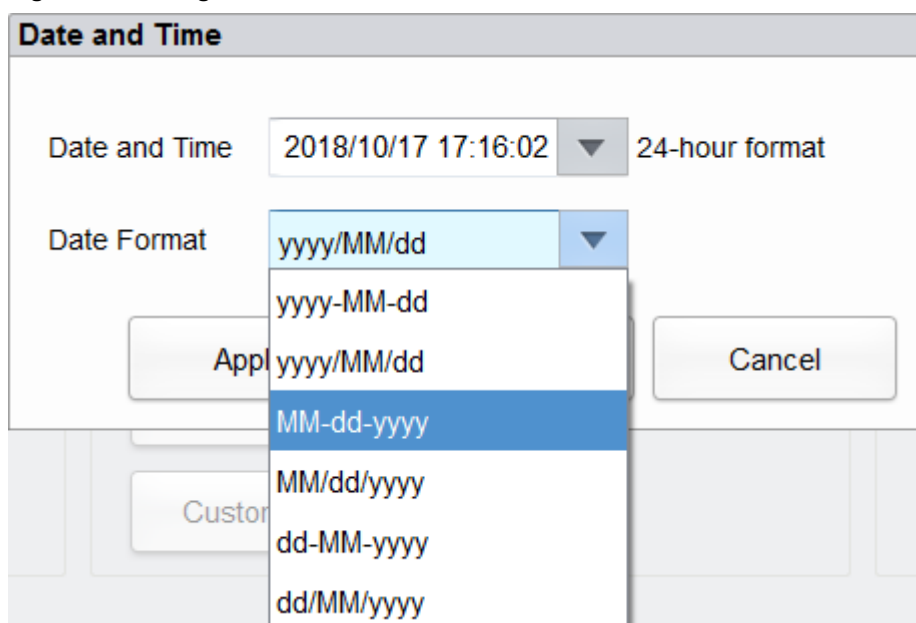 Date and Time
Date and Time 2018/10/17 17:16:02 24-hour format
Date Format yyyy/MM/dd
yyyy-MM-dd
yyyy/MM/dd
Cancel
MM-dd-yyyy
MM/dd/yyyy
dd-MM-yyyy
dd/MM/yyyy